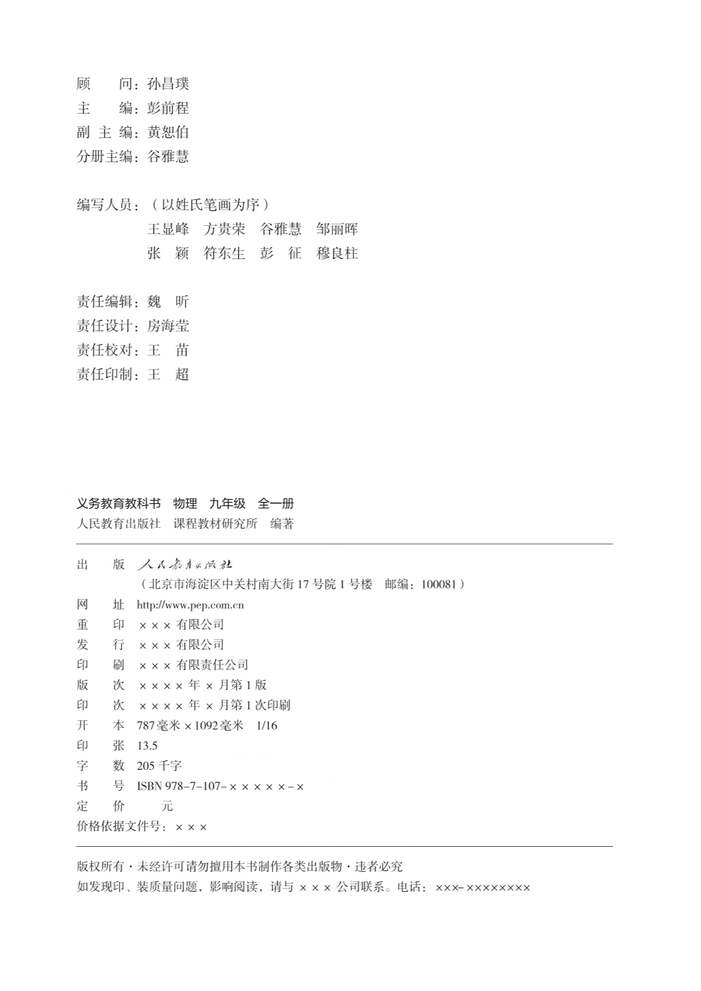 顾　　问：孙昌璞
主　　编：彭前程
副 主 编：黄恕伯
分册主编：谷雅慧
编写人员：（以姓氏笔画为序）
王显峰　方贵荣　谷雅慧　邹丽晖
张　颖　符东生　彭　征　穆良柱
责任编辑：魏　昕
责任设计：房海莹
责任校对：王　苗
责任印制：王　超
义务教育教科书　物理　九年级　全一册
人民教育出版社　课程教材研究所　编著
出　　版　人民教育出版社
（北京市海淀区中关村南大街 17 号院 1 号楼　邮编：100081）
网　　址　http://www.pep.com.cn
重　　印　××× 有限公司
发　　行　××× 有限公司
印　　刷　××× 有限责任公司
版　　次　×××× 年 × 月第 1 版
印　　次　×××× 年 × 月第 1 次印刷
开　　本　787 毫米 × 1092 毫米　1/16
印　　张　13.5
字　　数　205 千字
书　　号　ISBN 978-7-107-×××××-×
定　　价　　　元
价格依据文件号：×××
版权所有·未经许可请勿擅用本书制作各类出版物·违者必究
如发现印、装质量问题，影响阅读，请与 ××× 公司联系。电话：×××-××××××××